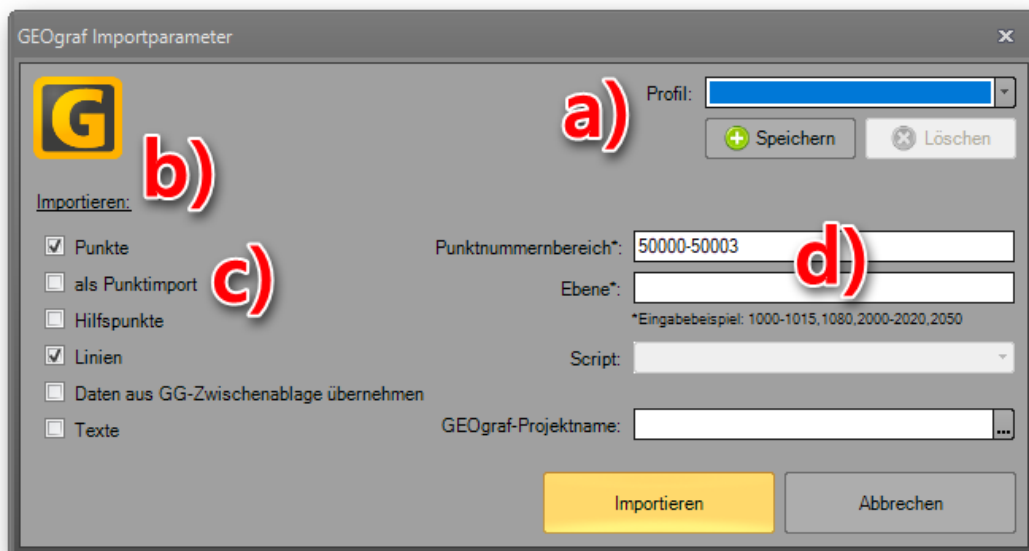 GEOgraf Importparameter
G
a)
Profil:
Speichern
Löschen
b)
Importieren:
Punkte
Punktnummernbereich*:
50000-50003
d)
als Punktimport
c)
Ebene*:
Hilfspunkte
*Eingabebeispiel: 1000-1015,1080,2000-2020,2050
Linien
Script:
Daten aus GG-Zwischenablage übernehmen
Texte
GEOgraf-Projektname:
...
Importieren
Abbrechen